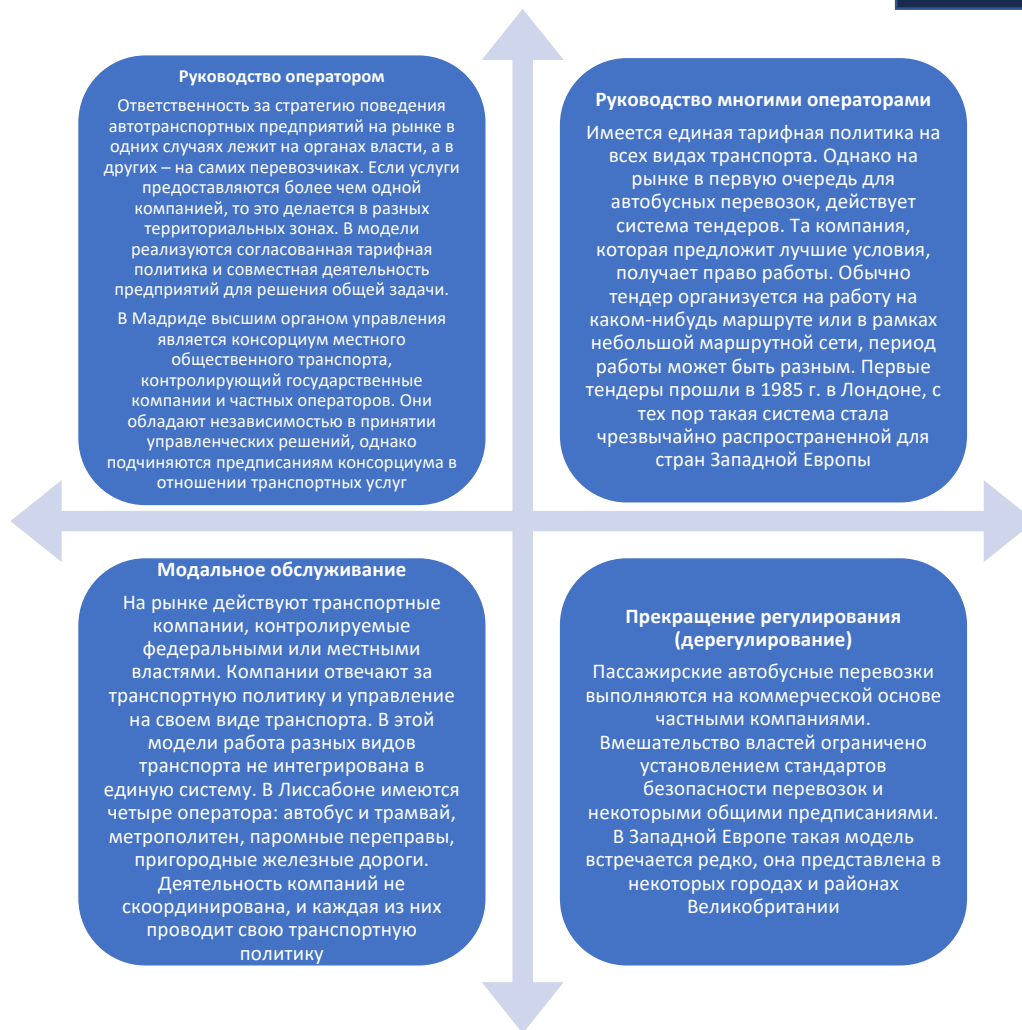 Руководство оператором
Ответственность за стратегию поведения
автотранспортных предприятий на рынке в
одних случаях лежит на органах власти, а в
других – на самих перевозчиках. Если услуги
предоставляются более чем одной
компанией, то это делается в разных
территориальных зонах. В модели
реализуются согласованная тарифная
политика и совместная деятельность
предприятий для решения общей задачи.
В Мадриде высшим органом управления
является консорциум местного
общественного транспорта,
контролирующий государственные
компании и частных операторов. Они
обладают независимостью в принятии
управленческих решений, однако
подчиняются предписаниям консорциума в
отношении транспортных услуг
Руководство многими операторами
Имеется единая тарифная политика на
всех видах транспорта. Однако на
рынке в первую очередь для
автобусных перевозок, действует
система тендеров. Та компания,
которая предложит лучшие условия,
получает право работы. Обычно
тендер организуется на работу на
каком-нибудь маршруте или в рамках
небольшой маршрутной сети, период
работы может быть разным. Первые
тендеры прошли в 1985 г. в Лондоне, с
тех пор такая система стала
чрезвычайно распространенной для
стран Западной Европы
Модальное обслуживание
На рынке действуют транспортные
компании, контролируемые
федеральными или местными
властями. Компании отвечают за
транспортную политику и управление
на своем виде транспорта. В этой
модели работа разных видов
транспорта не интегрирована в
единую систему. В Лиссабоне имеются
четыре оператора: автобус и трамвай,
метрополитен, паромные переправы,
пригородные железные дороги.
Деятельность компаний не
скоординирована, и каждая из них
проводит свою транспортную
политику
Прекращение регулирования
(дерегулирование)
Пассажирские автобусные перевозки
выполняются на коммерческой основе
частными компаниями.
Вмешательство властей ограничено
установлением стандартов
безопасности перевозок и
некоторыми общими предписаниями.
В Западной Европе такая модель
встречается редко, она представлена в
некоторых городах и районах
Великобритании